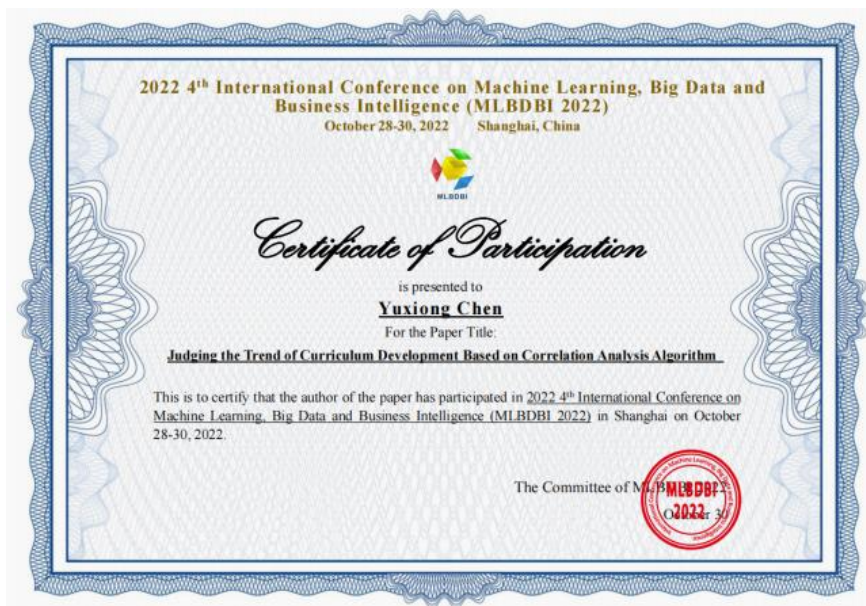 2022 4th International Conference on Machine Learning, Big Data and
Business Intelligence (MLBDBI 2022)
October 28-30, 2022 Shanghai, China
MLBDBI
Certificate of Participation
is presented to
Yuxiong Chen
For the Paper Title:
Judging the Trend of Curriculum Development Based on Correlation Analysis Algorithm
This is to certify that the author of the paper has participated in 2022 4th International Conference on
Machine Learning, Big Data and Business Intelligence (MLBDBI 2022) in Shanghai on October
28-30, 2022.
The Committee of MLBDBI 2022
October 30
MLBDBI
2022